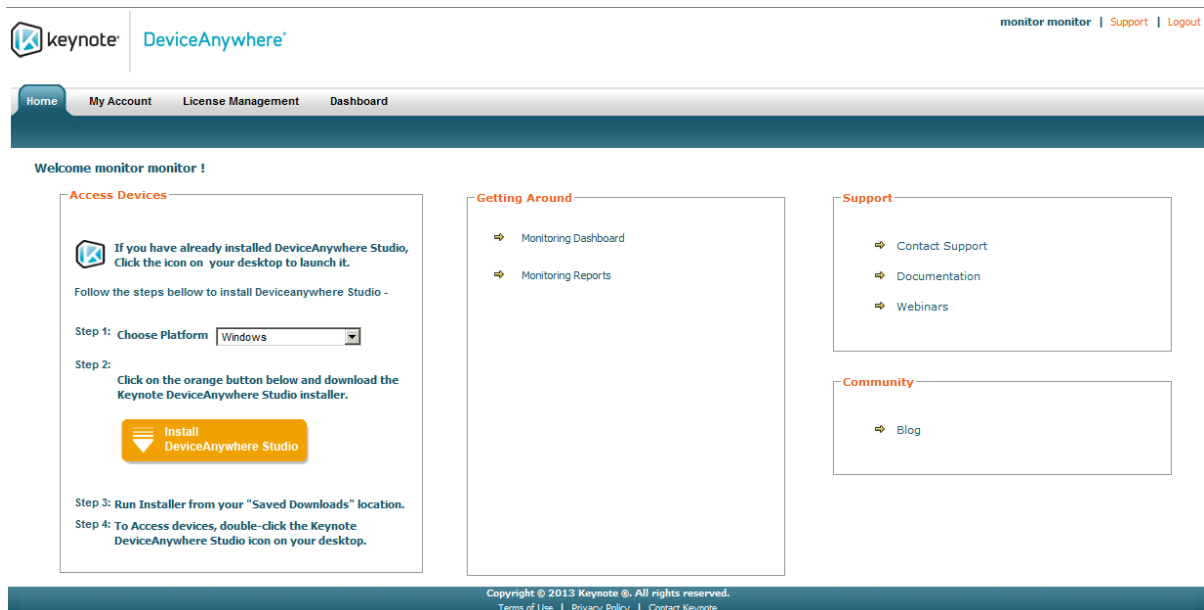 monitor monitor | Support | Logout
keynote
DeviceAnywhere
Home My Account License Management Dashboard
Welcome monitor monitor !
Access Devices
If you have already installed DeviceAnywhere Studio,
Click the icon on your desktop to launch it.
Follow the steps bellow to install Deviceanywhere Studio -
Step 1: Choose Platform Windows
Step 2:
Click on the orange button below and download the
Keynote DeviceAnywhere Studio installer.
Install
DeviceAnywhere Studio
Step 3: Run Installer from your "Saved Downloads" location.
Step 4: To Access devices, double-click the Keynote
DeviceAnywhere Studio icon on your desktop.
Getting Around
Monitoring Dashboard
Monitoring Reports
Support
Contact Support
Documentation
Webinars
Community
Blog
Copyright © 2013 Keynote ®. All rights reserved.
Terms of Use | Privacy Policy | Contact Keynote